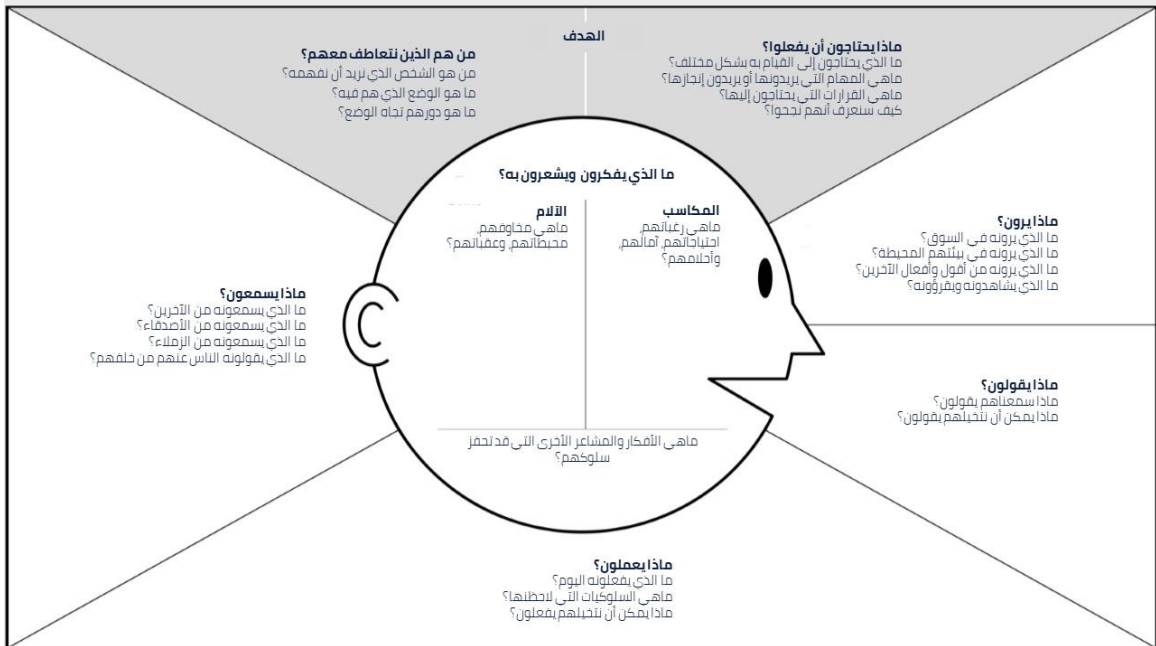 الهدف
من هم الذين نتعاطف معهم؟
من هو الشخص الذي نريد أن نفهمه؟
ما هو الوضع الذي هم فيه؟
ما هو دورهم تجاه الوضع؟
ماذا يحتاجون أن يفعلوا؟
ما الذي يحتاجون إلى القيام به بشكل مختلف؟
ماهي المهام التي يريدونها أو يريدون إنجازها؟
ماهي القرارات التي يحتاجون إليها؟
كيف سنعرف أنهم نجحوا؟
ماذا يرون؟
ما الذي يرونه في السوق؟
ما الذي يرونه في بيئتهم المحيطة؟
ما الذي يرونه من أقول وأفعال الآخرين؟
ما الذي يشاهدونه ويقرؤونه؟
ماذا يقولون؟
ماذا سمعناهم يقولون؟
ماذا يمكن أن نتخيلهم يقولون؟
ماذا يعملون؟
ما الذي يفعلونه اليوم؟
ماهي السلوكيات التي لاحظنها؟
ماذا يمكن أن نتخيلهم يفعلون؟
ماذا يسمعون؟
ما الذي يسمعونه من الآخرين؟
ما الذي يسمعونه من الأصدقاء؟
ما الذي يسمعونه من الزملاء؟
ما الذي يقولونه الناس عنهم من خلفهم؟
ما الذي يفكرون ويشعرون به؟
المكاسب
ماهي رغباتهم,
احتياجاتهم, آمالهم,
وأحلامهم؟
الآلام
ماهي مخاوفهم,
محبطاتهم, وعقباتهم؟
ماهي الأفكار والمشاعر الأخرى التي قد تحفز
سلوكهم؟